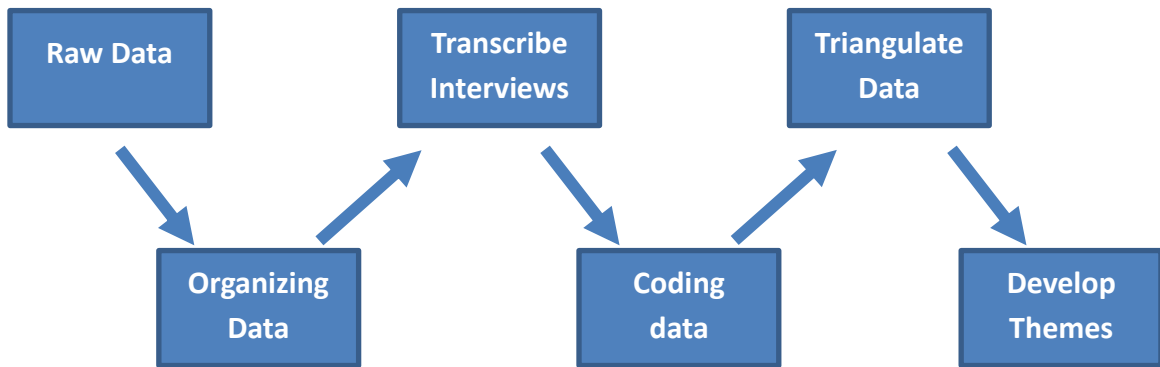 Raw Data
Organizing
Data
Transcribe
Interviews
Coding
data
Triangulate
Data
Develop
Themes